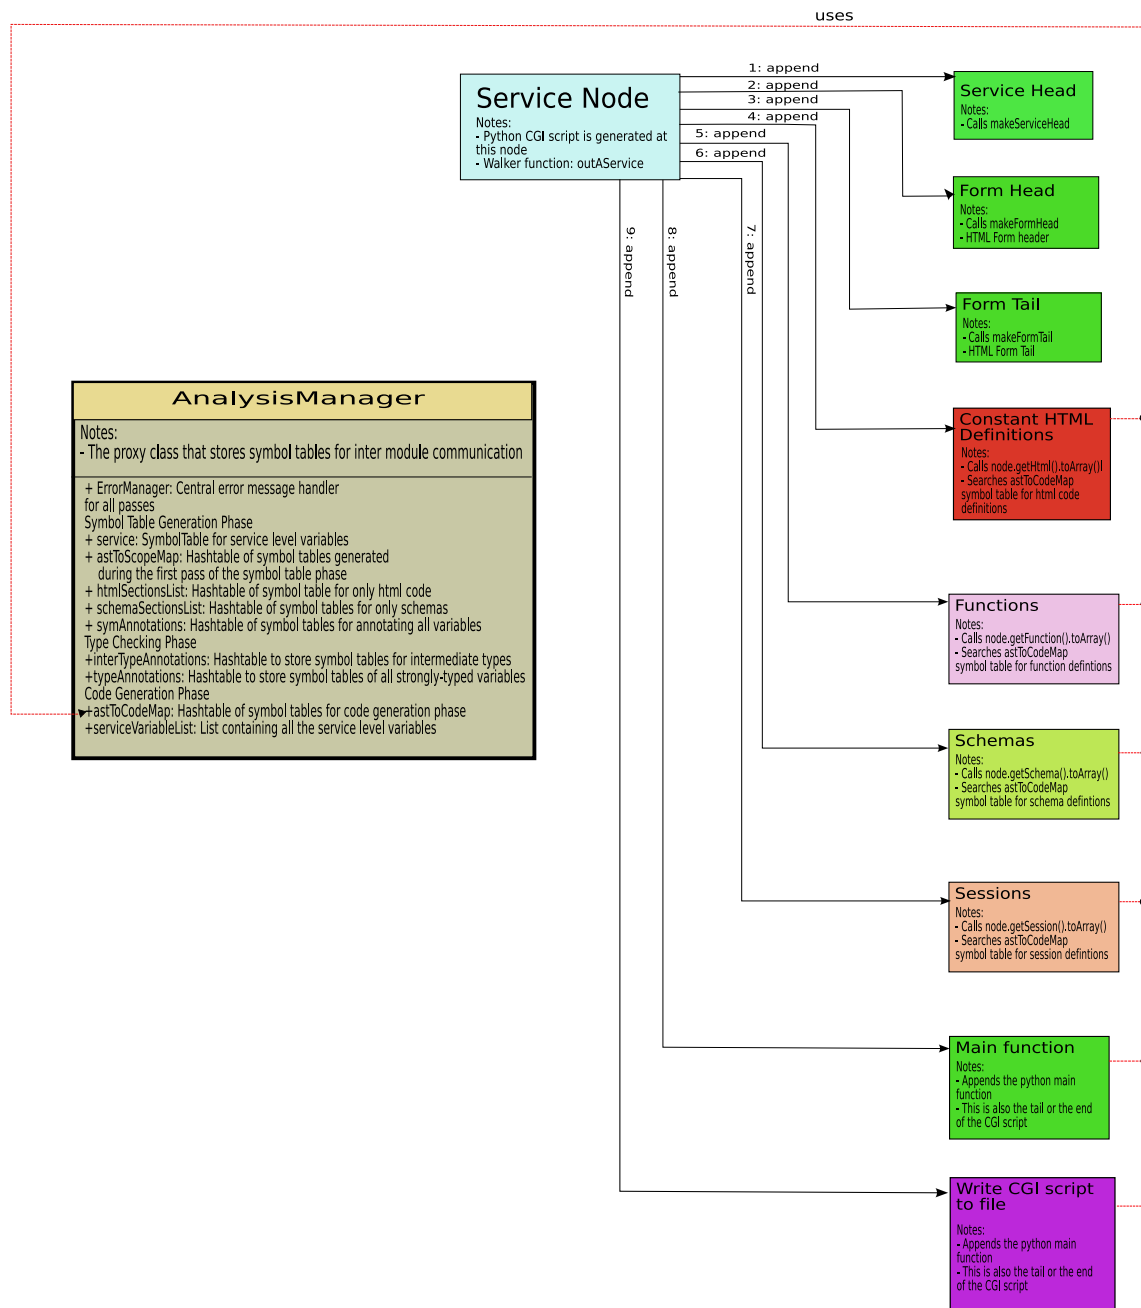 uses
1: append
2: append
3: append
4: append
5: append
6: append
7: append
8: append
9: append
Service Node
Notes:
- Python CGI script is generated at
this node
- Walker function: outAService
Service Head
Notes:
- Calls makeServiceHead
Form Head
Notes:
- Calls makeFormHead
- HTML Form header
Form Tail
Notes:
- Calls makeFormTail
- HTML Form Tail
AnalysisManager
Notes:
- The proxy class that stores symbol tables for inter module communication
+ ErrorManager: Central error message handler
for all passes
Symbol Table Generation Phase
+ service: SymbolTable for service level variables
+ astToScopeMap: Hashtable of symbol tables generated
during the first pass of the symbol table phase
+ htmlSectionsList: Hashtable of symbol table for only html code
+ schemaSectionsList: Hashtable of symbol tables for only schemas
+ symAnnotations: Hashtable of symbol tables for annotating all variables
Type Checking Phase
+interTypeAnnotations: Hashtable to store symbol tables for intermediate types
+typeAnnotations: Hashtable to store symbol tables of all strongly-typed variables
Code Generation Phase
+astToCodeMap: Hashtable of symbol tables for code generation phase
+serviceVariableList: List containing all the service level variables
Constant HTML
Definitions
Notes:
- Calls node.getHtml().toArray()l
- Searches astToCodeMap
symbol table for html code
definitions
Functions
Notes:
- Calls node.getFunction().toArray()
- Searches astToCodeMap
symbol table for function defintions
Schemas
Notes:
- Calls node.getSchema().toArray()
- Searches astToCodeMap
symbol table for schema defintions
Sessions
Notes:
- Calls node.getSession().toArray()
- Searches astToCodeMap
symbol table for session defintions
Main function
Notes:
- Appends the python main
function
- This is also the tail or the end
of the CGI script
Write CGI script
to file
Notes:
- Appends the python main
function
- This is also the tail or the end
of the CGI script